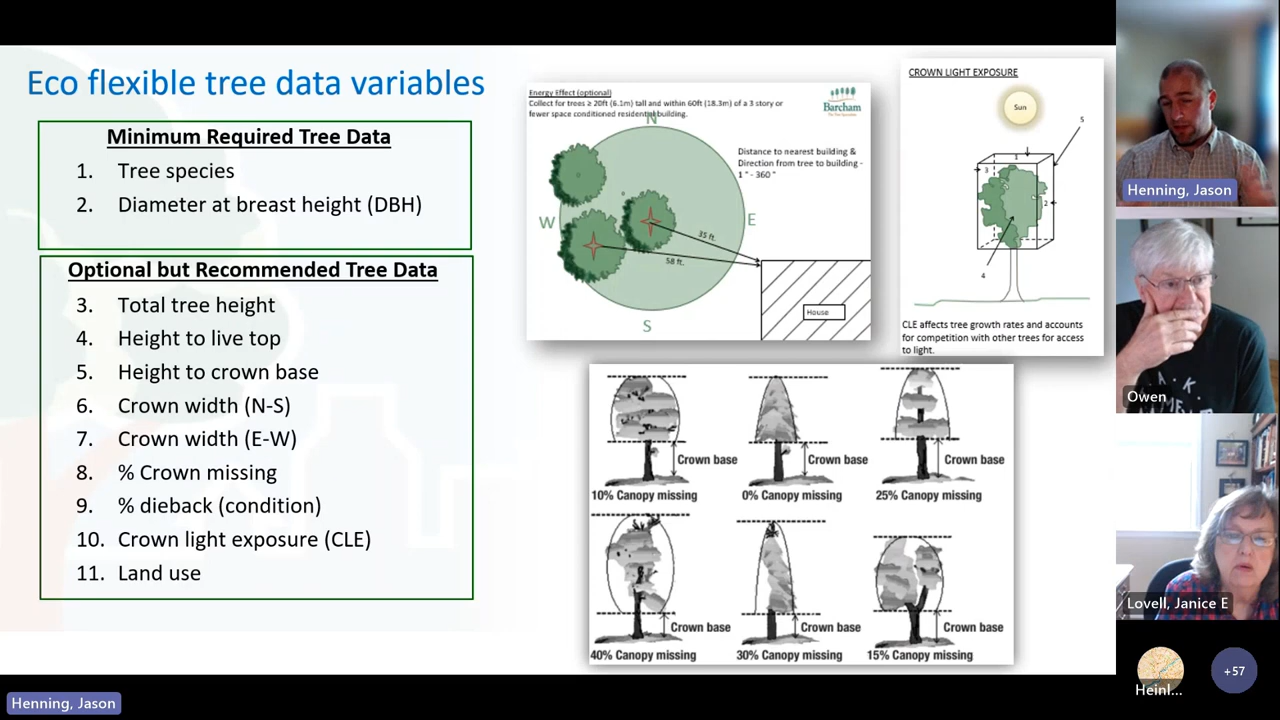 Eco flexible tree data variables
Minimum Required Tree Data
1. Tree species
2. Diameter at breast height (DBH)
Optional but Recommended Tree Data
3. Total tree height
4. Height to live top
5. Height to crown base
6. Crown width (N-S)
7. Crown width (E-W)
8. % Crown missing
9. % dieback (condition)
10. Crown light exposure (CLE)
11. Land use
Energy Effect (optional)
Collect for trees ≥ 20ft (6.1m) tall and within 60ft (18.3m) of a 3 story or
fewer space conditioned residential building.
Barcham
N
Distance to nearest building &
Direction from tree to building -
1° - 360°
W
E
35 ft.
58 ft.
House
S
CROWN LIGHT EXPOSURE
Sun
5
1
3
2
4
CLE affects tree growth rates and accounts
for competition with other trees for access
to light.
Crown base
Crown base
Crown base
10% Canopy missing
0% Canopy missing
25% Canopy missing
Crown base
Crown base
Crown base
40% Canopy missing
30% Canopy missing
15% Canopy missing
Henning, Jason
Owen
Lovell, Janice E
Heinl...
+57
Henning, Jason